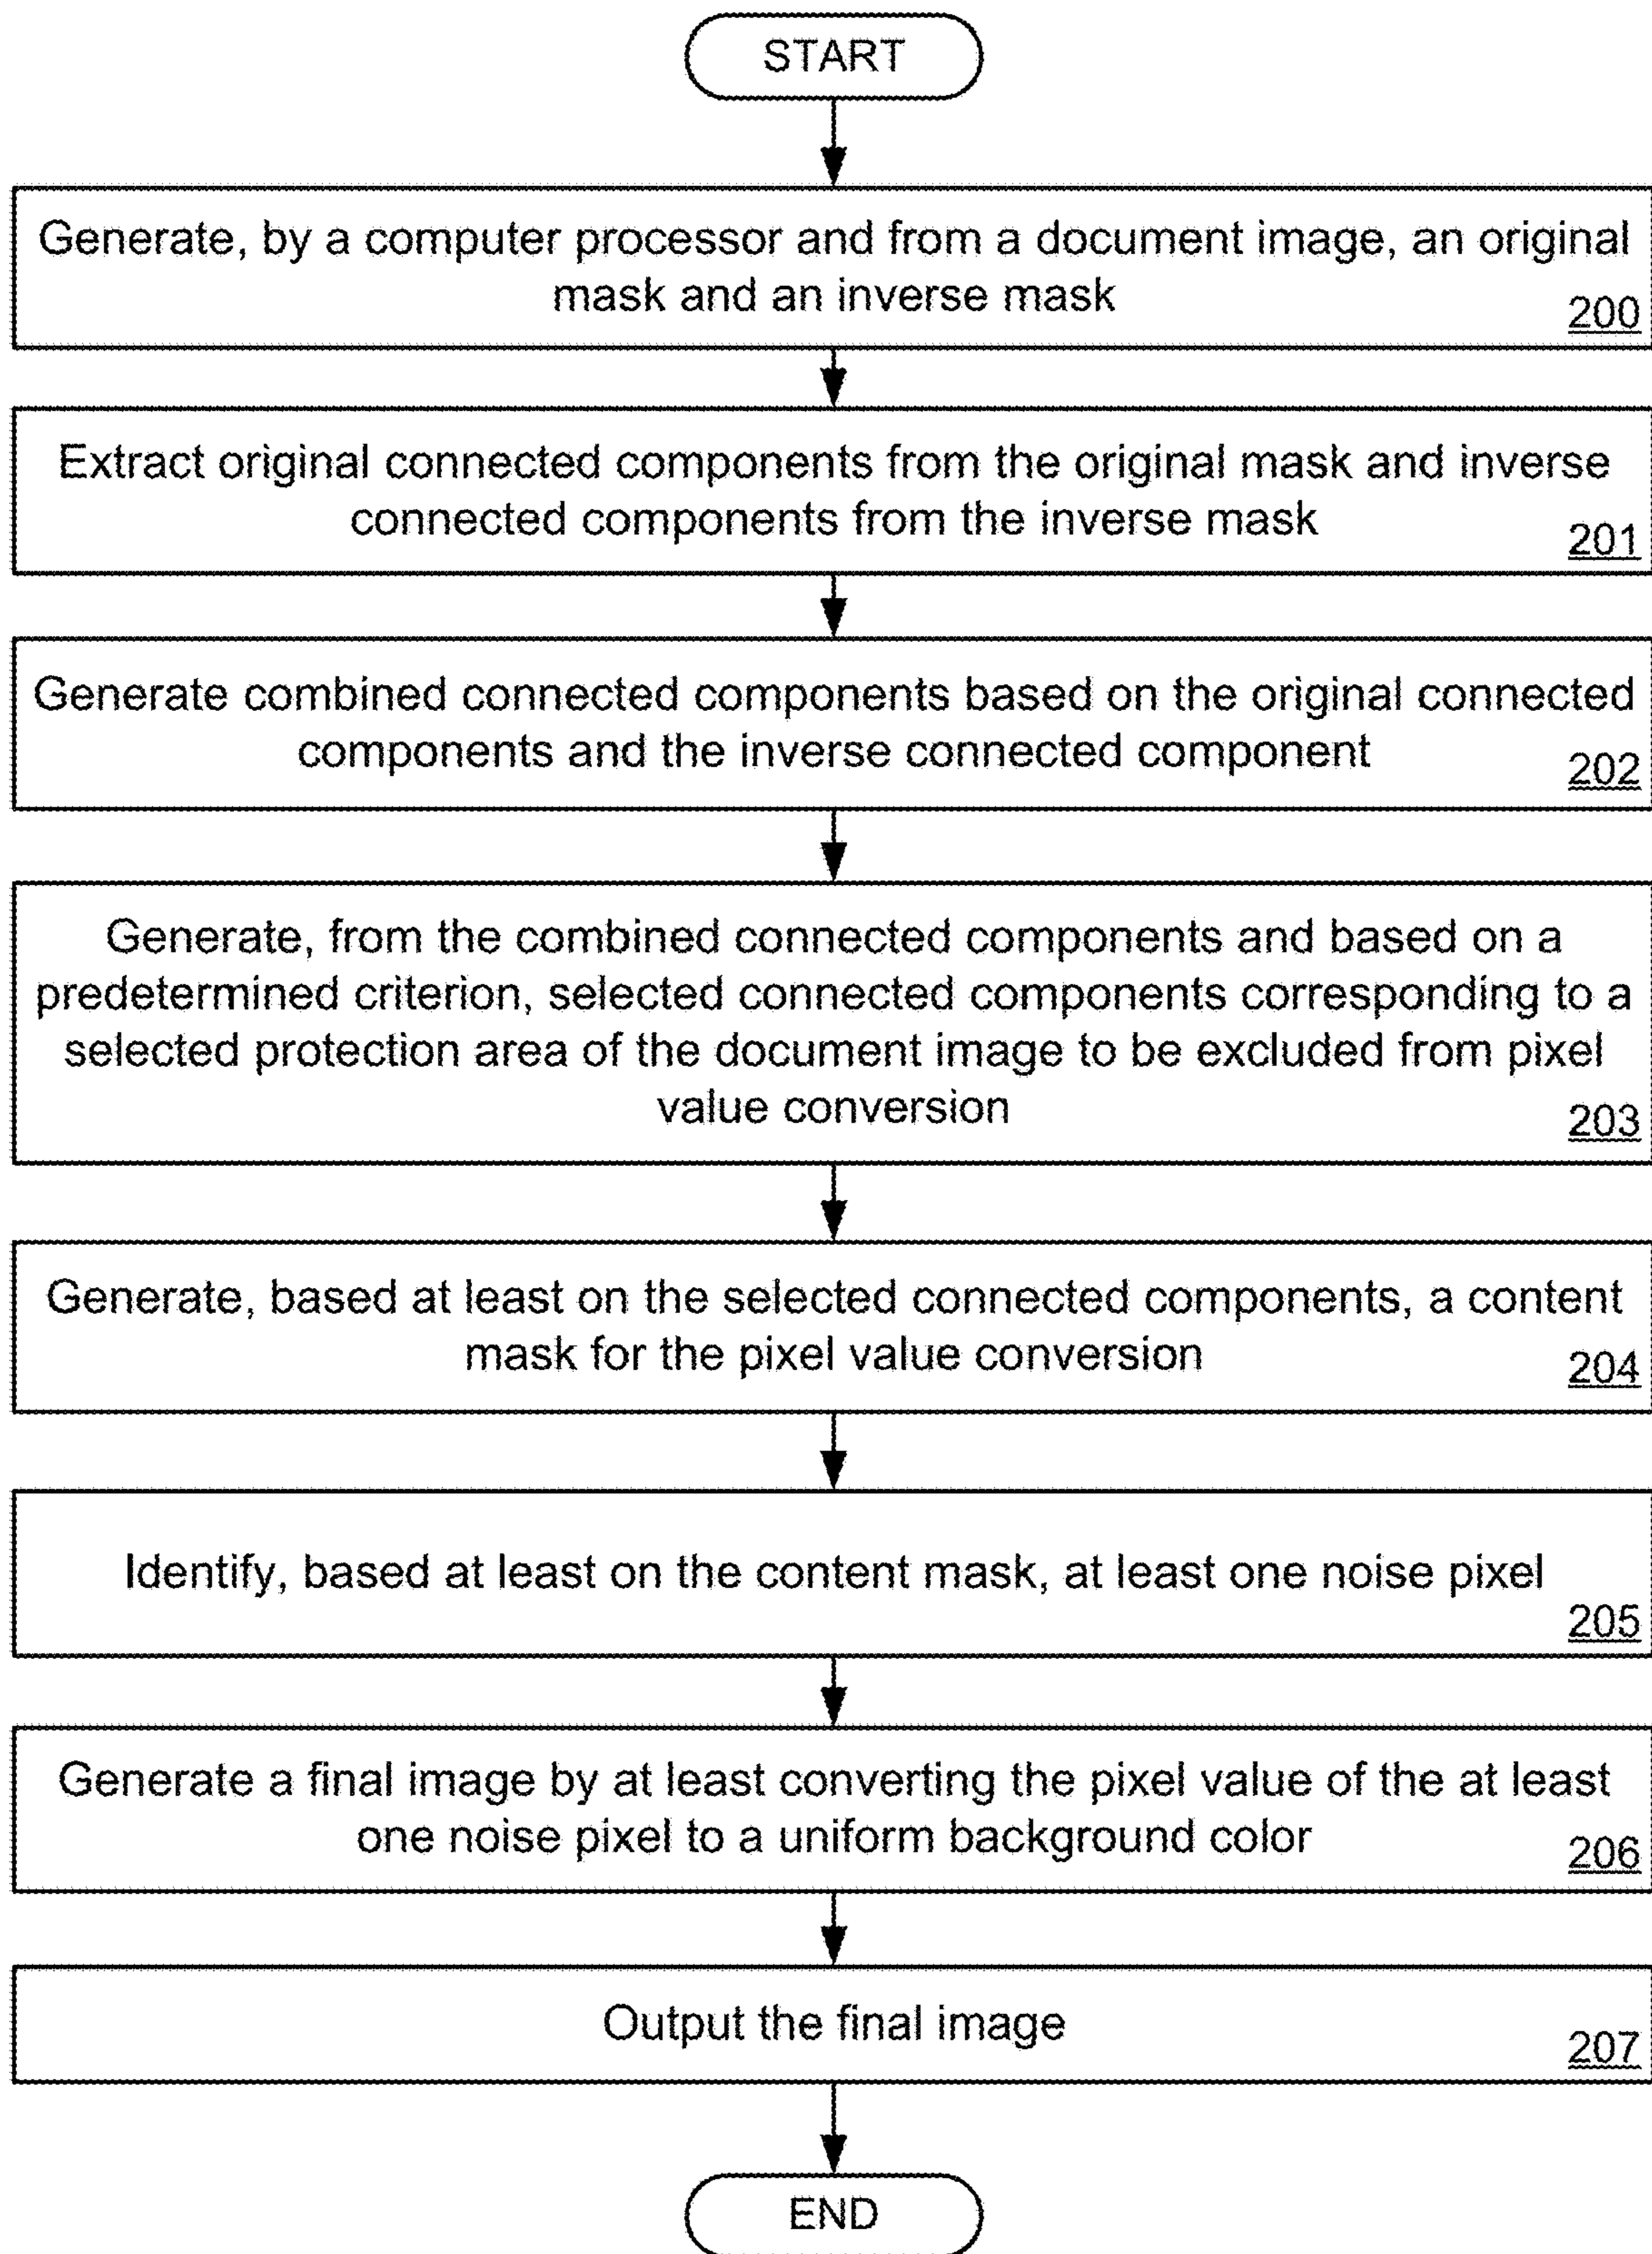 START
Generate, by a computer processor and from a document image, an original
mask and an inverse mask
200
Extract original connected components from the original mask and inverse
connected components from the inverse mask
201
Generate combined connected components based on the original connected
components and the inverse connected component
202
Generate, from the combined connected components and based on a
predetermined criterion, selected connected components corresponding to a
selected protection area of the document image to be excluded from pixel
value conversion
203
Generate, based at least on the selected connected components, a content
mask for the pixel value conversion
204
Identify, based at least on the content mask, at least one noise pixel
205
Generate a final image by at least converting the pixel value of the at least
one noise pixel to a uniform background color
206
Output the final image
207
END